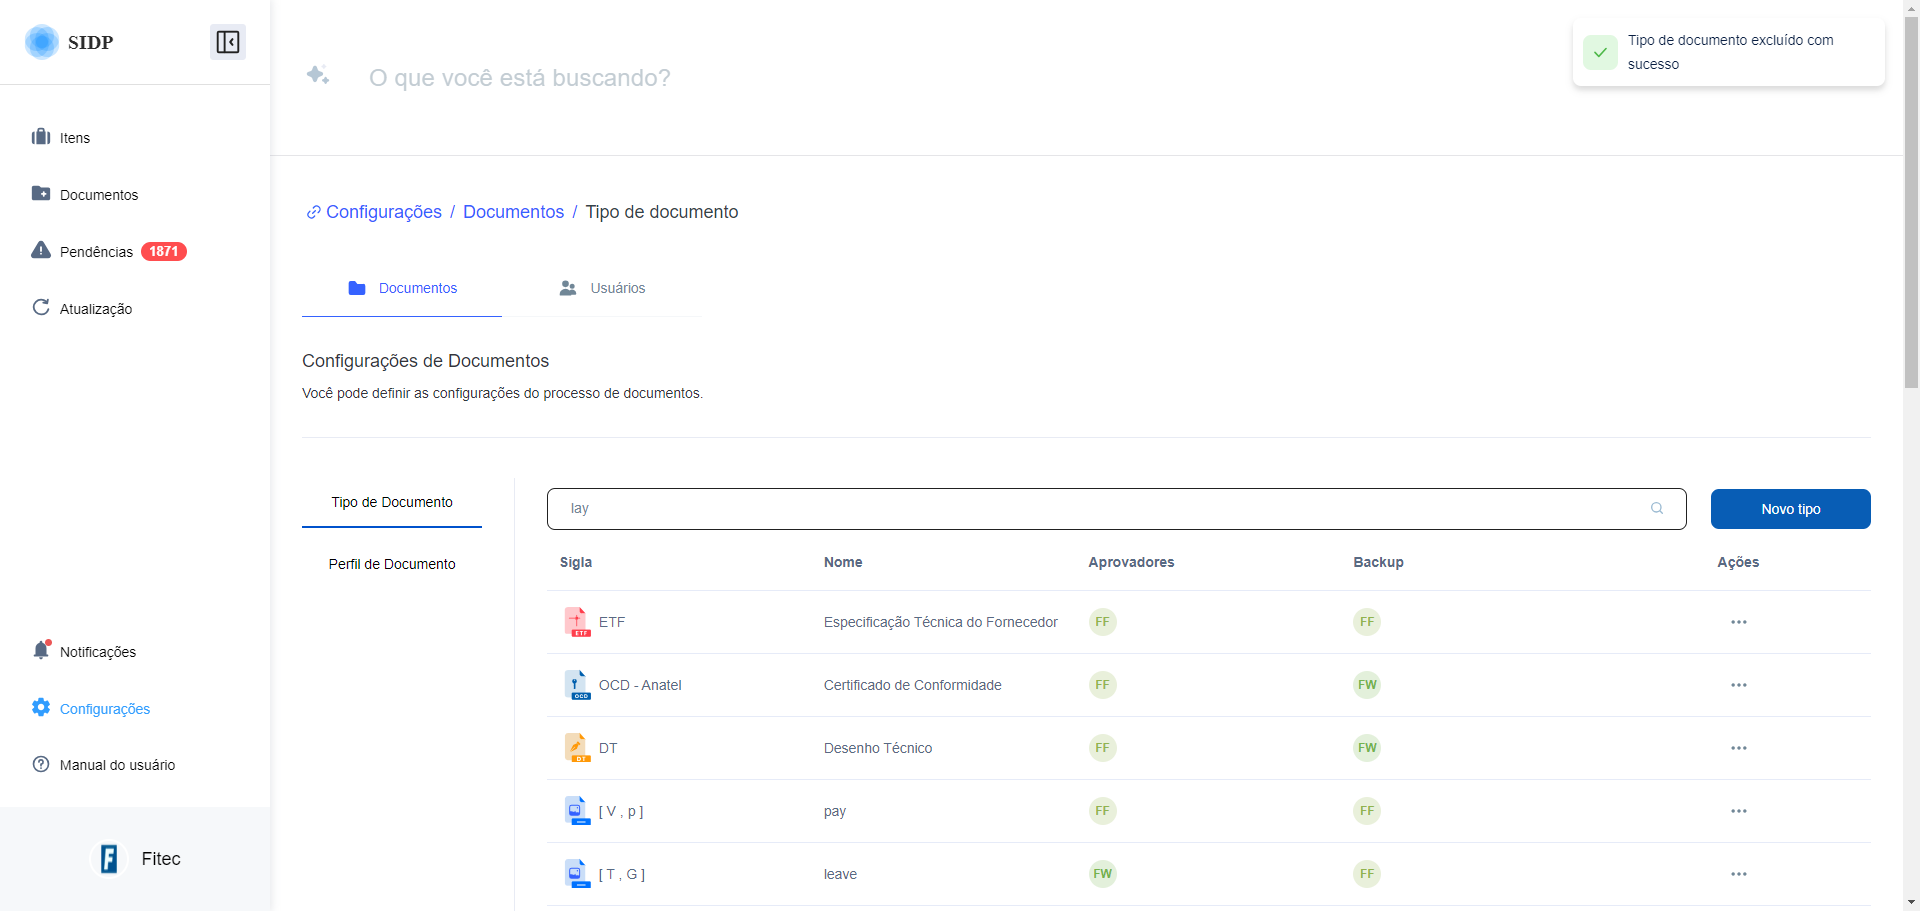 SIDP
O que você está buscando?
Tipo de documento excluído com
sucesso
Itens
Documentos
Pendências 1871
Atualização
Configurações / Documentos / Tipo de documento
Documentos Usuários
Configurações de Documentos
Você pode definir as configurações do processo de documentos.
Tipo de Documento
Perfil de Documento
lay
Novo tipo
Sigla Nome Aprovadores Backup Ações
ETF ETF Especificação Técnica do Fornecedor FF FF
OCD OCD - Anatel Certificado de Conformidade FF FW
DT DT Desenho Técnico FF FW
[ V , p ] pay FF FF
[ T , G ] leave FW FF
Notificações
Configurações
Manual do usuário
F Fitec